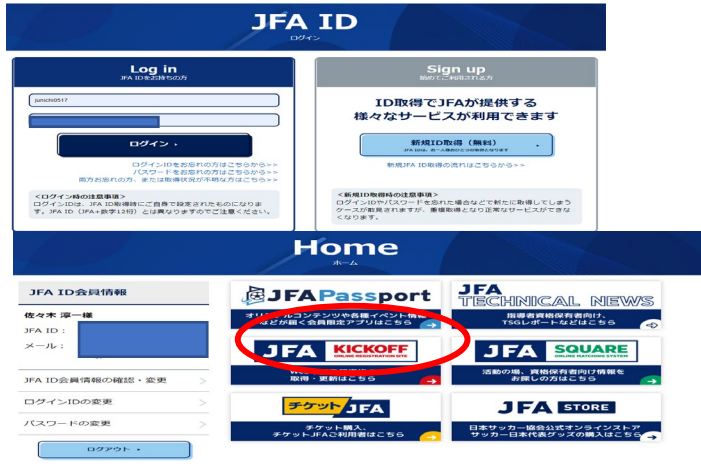 JFA ID
ログイン
Log in
JFA IDをお持ちの方
junichi0517
ログイン
ログインIDをお忘れの方はこちらから>>
パスワードをお忘れの方はこちらから>>
両方お忘れの方、または取得状況が不明な方はこちら>>
<ログイン時の注意事項>
ログインIDは、JFA ID取得時にご自身で設定されたものになりま
す。JFA ID（JFA+数字12桁）とは異なりますのでご注意ください。
Sign up
初めてご利用される方
ID取得でJFAが提供する
様々なサービスが利用できます
新規ID取得（無料）
JFA IDは、お一人様おひとつの取得となります
新規JFA ID取得の流れはこちらから>>
<新規ID取得時の注意事項>
ログインIDやパスワードを忘れた場合などで新たに取得してしまう
ケースが散見されますが、重複取得となり正常なサービスができな
くなります。
Home
ホーム
JFA ID会員情報
佐々木 淳一様
JFA ID：
メール：
JFA ID会員情報の確認・変更
ログインIDの変更
パスワードの変更
ログアウト
JFAPassport
オリジナルコンテンツや各種イベント情報
などが届く会員限定アプリはこちら
JFA
TECHNICAL NEWS
指導者資格保有者向け、
TSGレポートなどはこちら
JFA KICKOFF
ONLINE REGISTRATION SITE
取得・更新はこちら
JFA SQUARE
ONLINE MATCHING SYSTEM
活動の場、資格保有者向け情報を
お探しの方はこちら
チケットJFA
チケット購入、
チケットJFAご利用者はこちら
JFA STORE
日本サッカー協会公式オンラインストア
サッカー日本代表グッズの購入はこちら